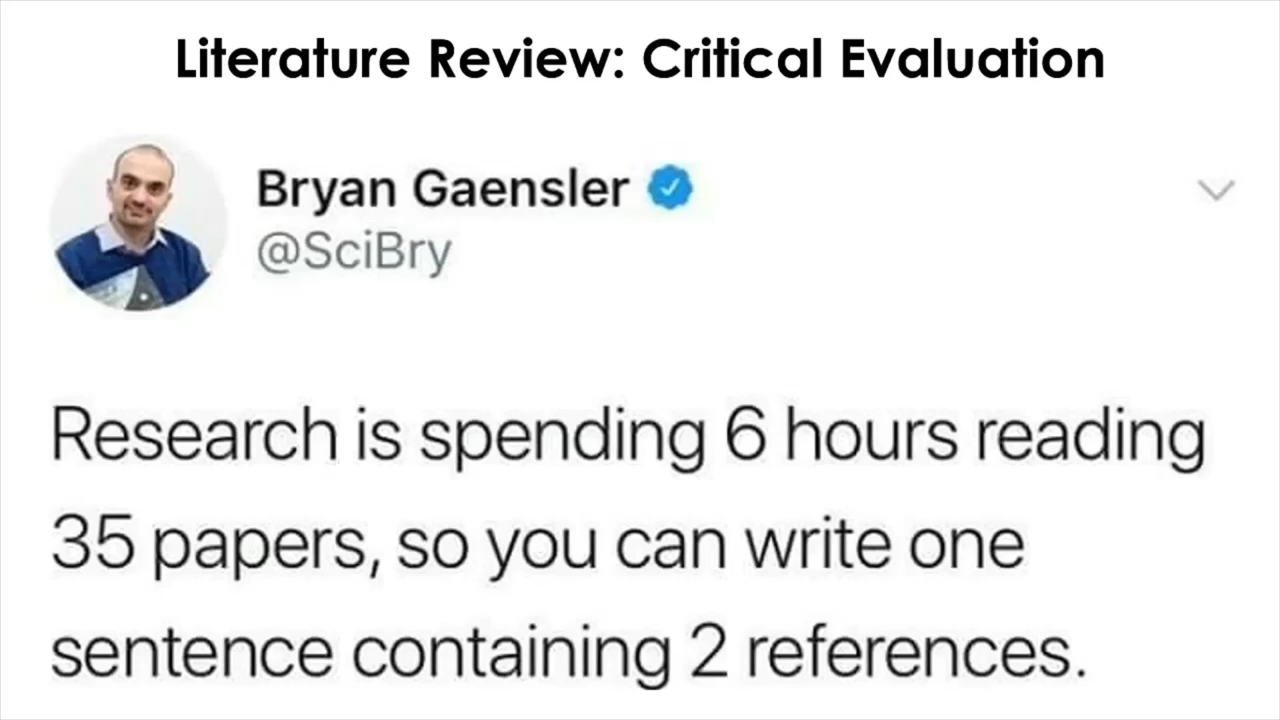 Literature Review: Critical Evaluation
Bryan Gaensler
@SciBry
Research is spending 6 hours reading
35 papers, so you can write one
sentence containing 2 references.